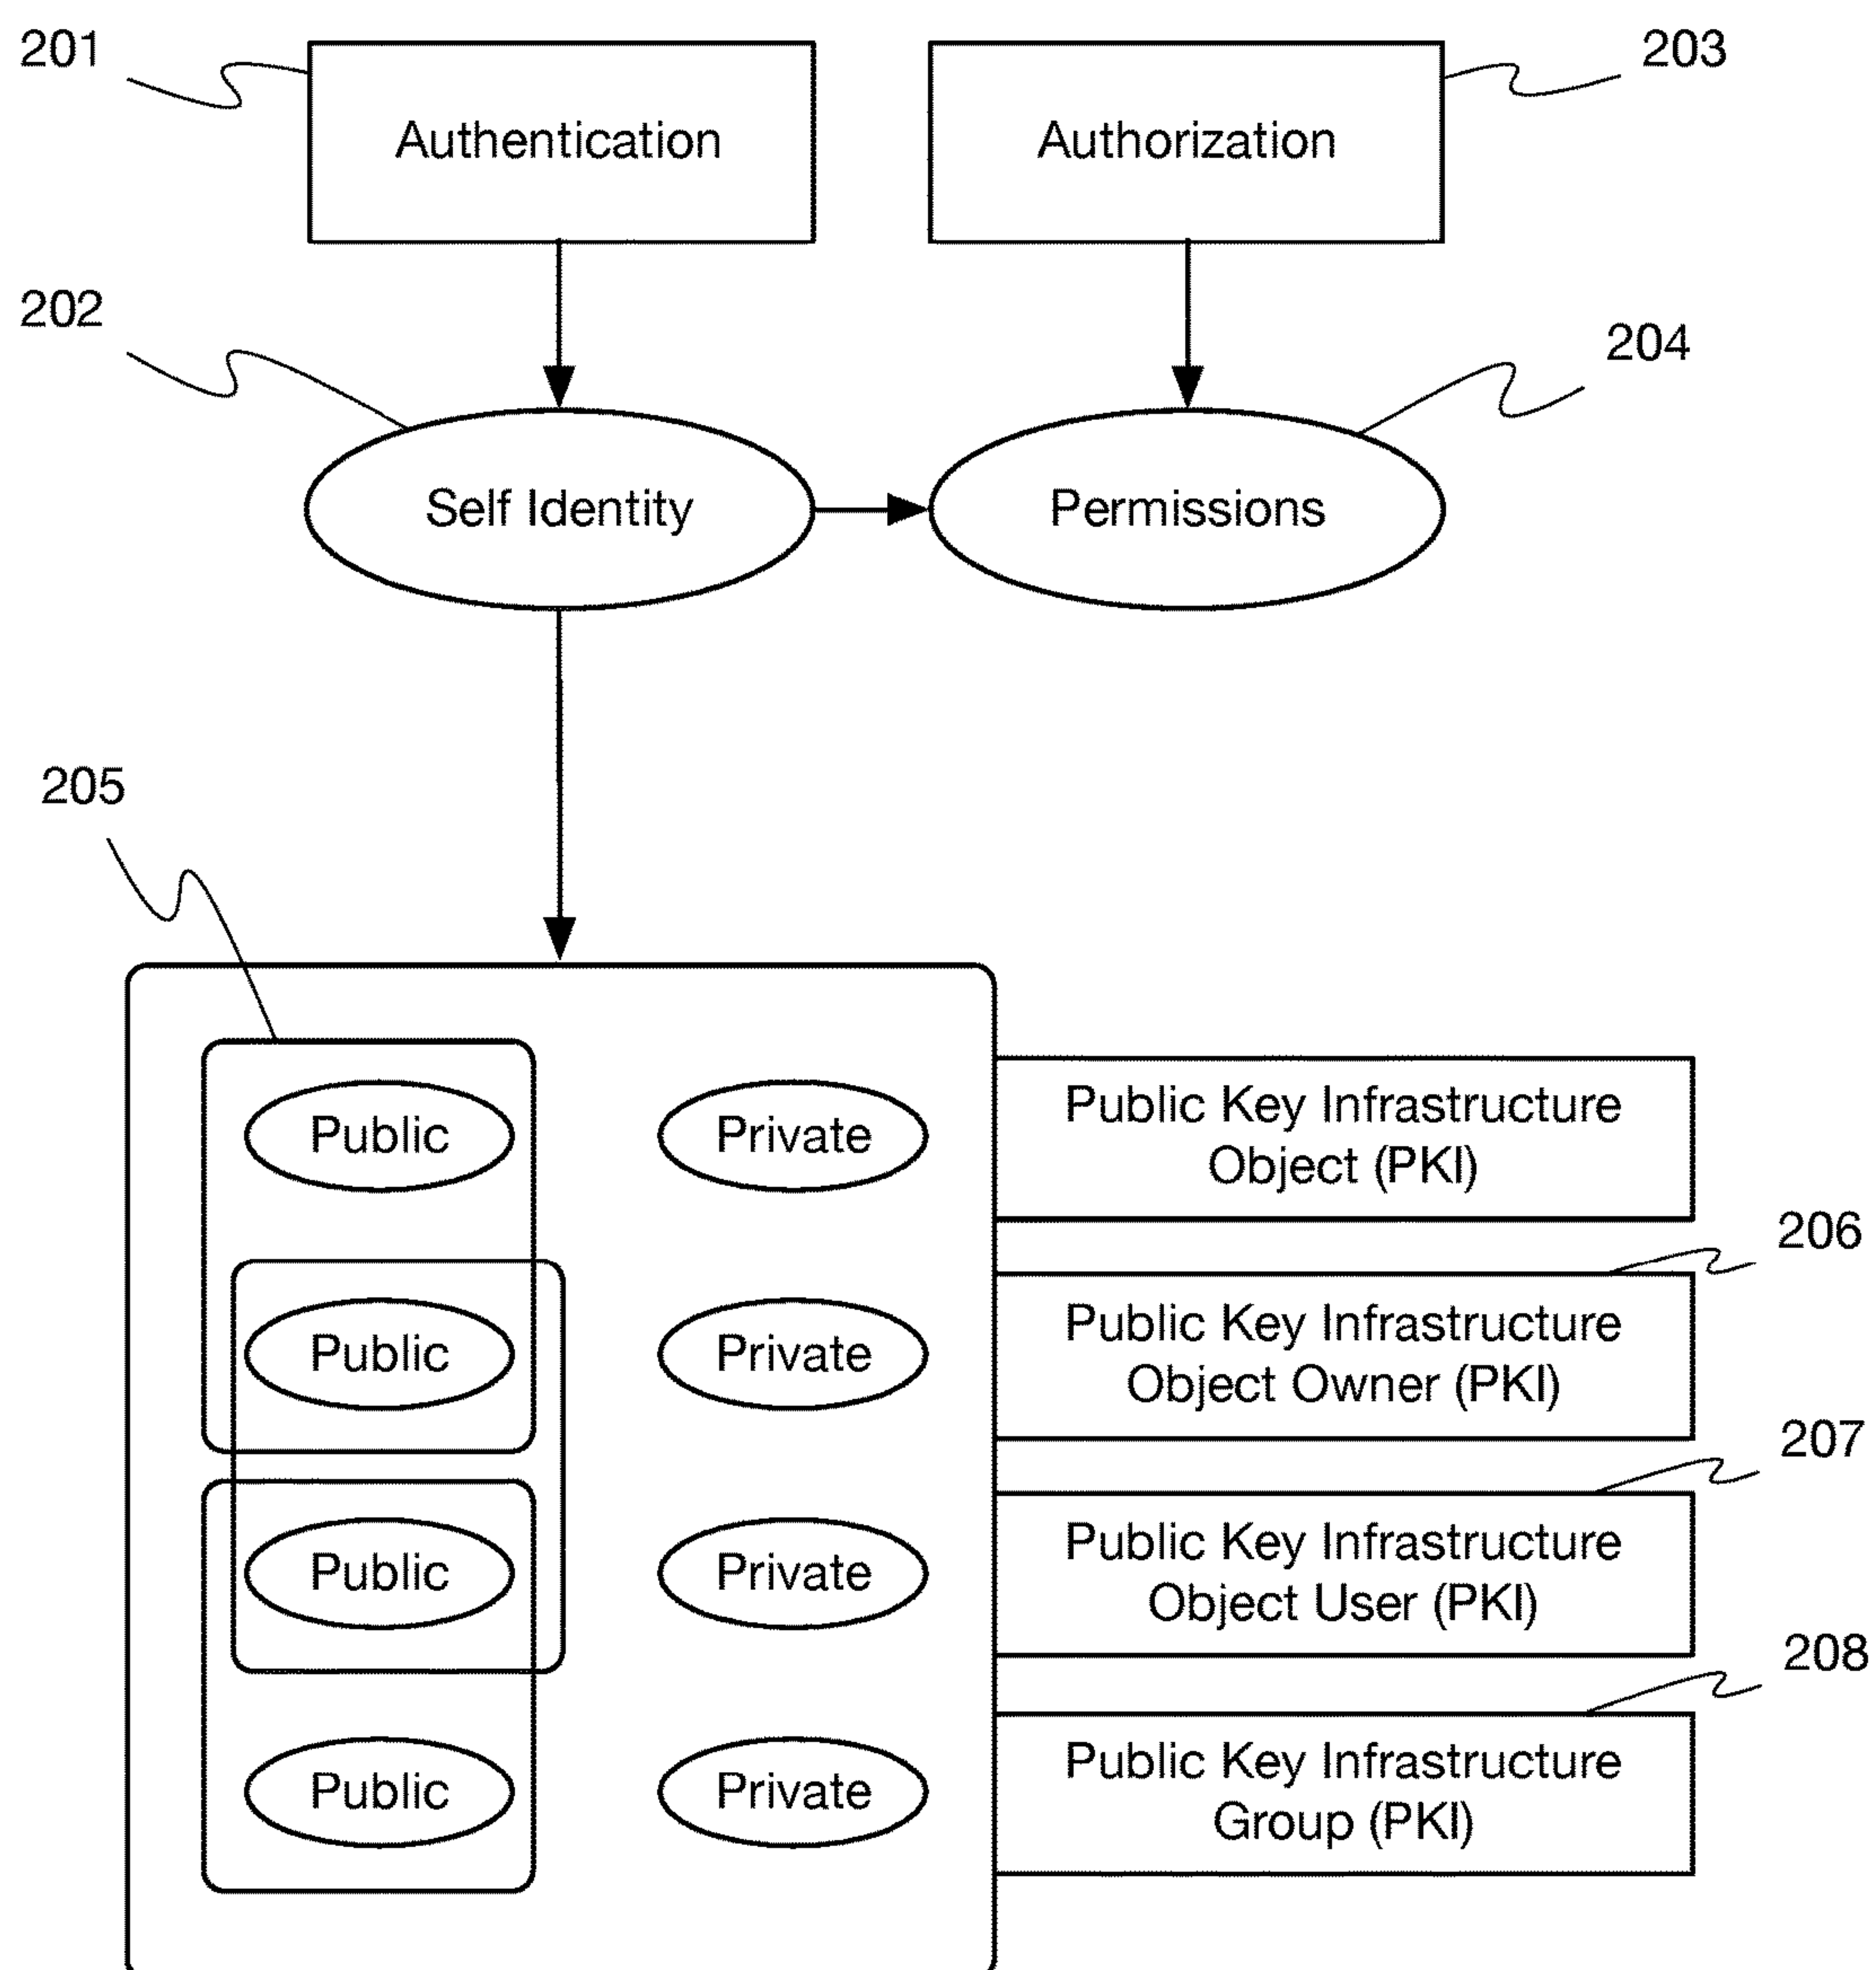 201
Authentication
Authorization
203
202
204
Self Identity
Permissions
205
Public
Private
Public Key Infrastructure
Object (PKI)
206
Public
Private
Public Key Infrastructure
Object Owner (PKI)
207
Public
Private
Public Key Infrastructure
Object User (PKI)
208
Public
Private
Public Key Infrastructure
Group (PKI)